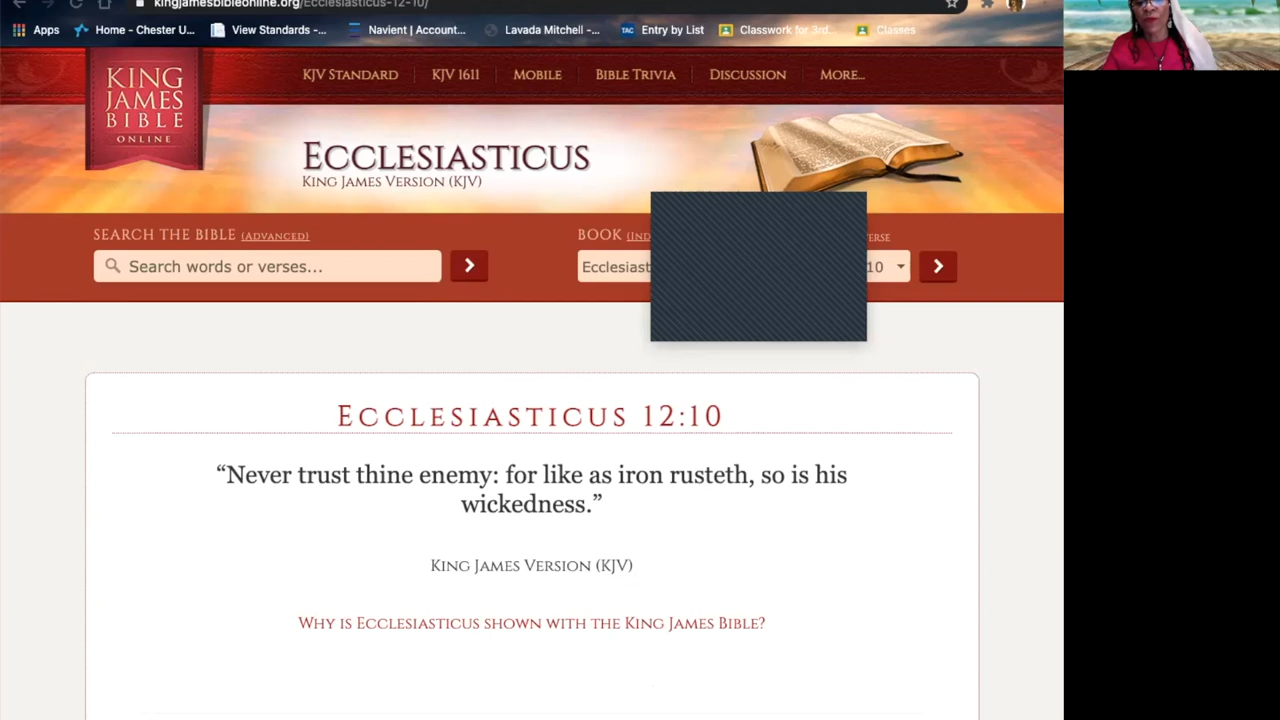 kingjamesbibleonline.org/Ecclesiasticus-12-10/
Apps Home - Chester U... View Standards -... Navient | Account... Lavada Mitchell -... TAC Entry by List Classwork for 3rd... Classes
KING
JAMES
BIBLE
ONLINE
KJV STANDARD KJV 1611 MOBILE BIBLE TRIVIA DISCUSSION MORE...
ECCLESIASTICUS
KING JAMES VERSION (KJV)
SEARCH THE BIBLE (ADVANCED) BOOK (IND ERSE
Search words or verses... Ecclesiast 10
ECCLESIASTICUS 12:10
“Never trust thine enemy: for like as iron rusteth, so is his
wickedness.”
KING JAMES VERSION (KJV)
WHY IS ECCLESIASTICUS SHOWN WITH THE KING JAMES BIBLE?